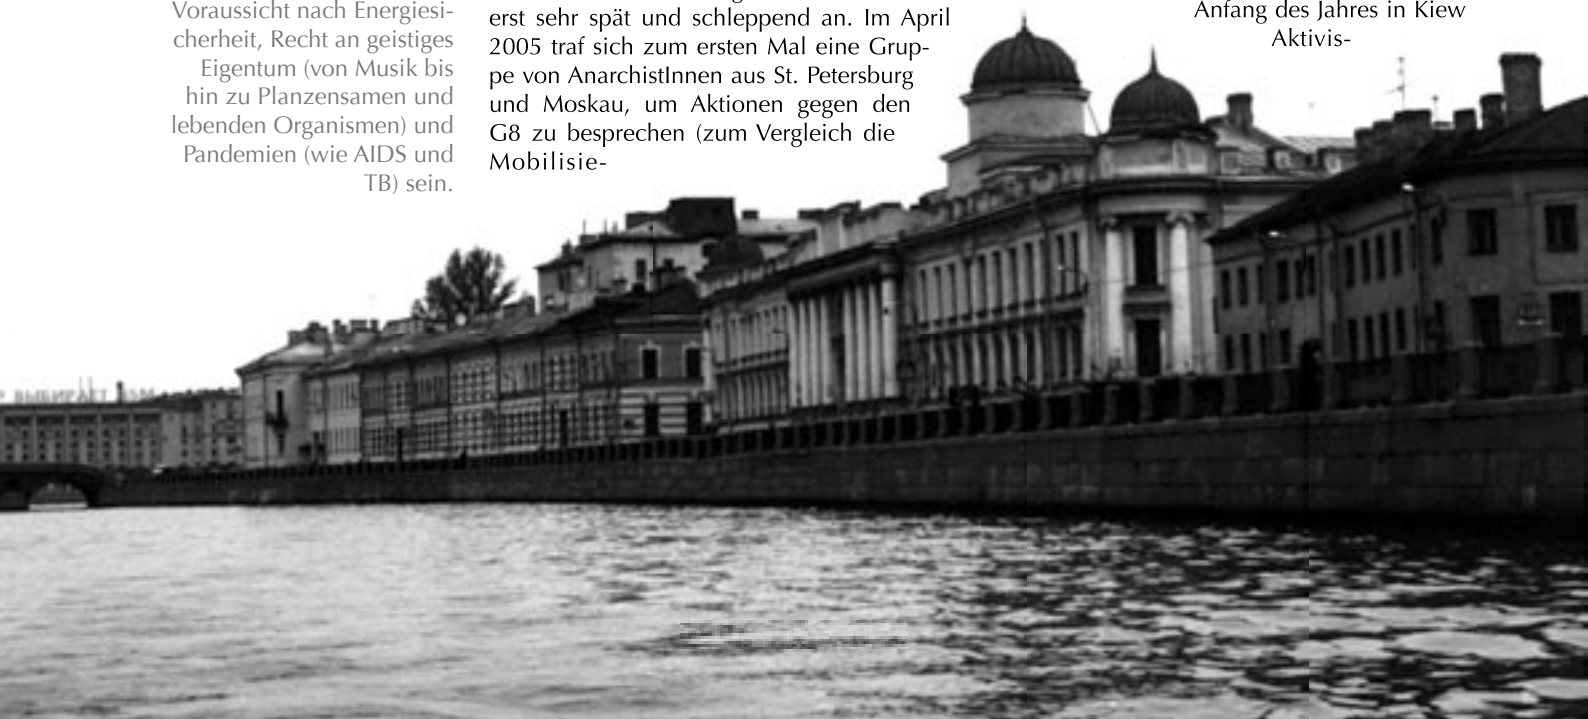 Voraussicht nach Energiesi-
cherheit, Recht an geistiges
Eigentum (von Musik bis
hin zu Planzensamen und
lebenden Organismen) und
Pandemien (wie AIDS und
TB) sein.
erst sehr spät und schleppend an. Im April
2005 traf sich zum ersten Mal eine Grup-
pe von AnarchistInnen aus St. Petersburg
und Moskau, um Aktionen gegen den
G8 zu besprechen (zum Vergleich die
Mobilisie-
Anfang des Jahres in Kiew
Aktivis-
ВЫБИРАЕТ